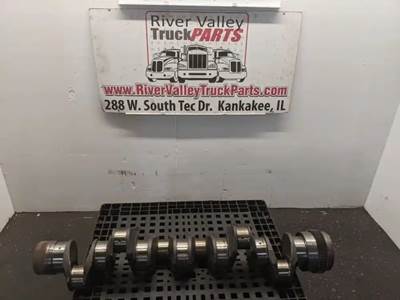 River Valley
TruckPARTS
www.RiverValleyTruckParts.com
288 W. South Tec Dr. Kankakee, IL